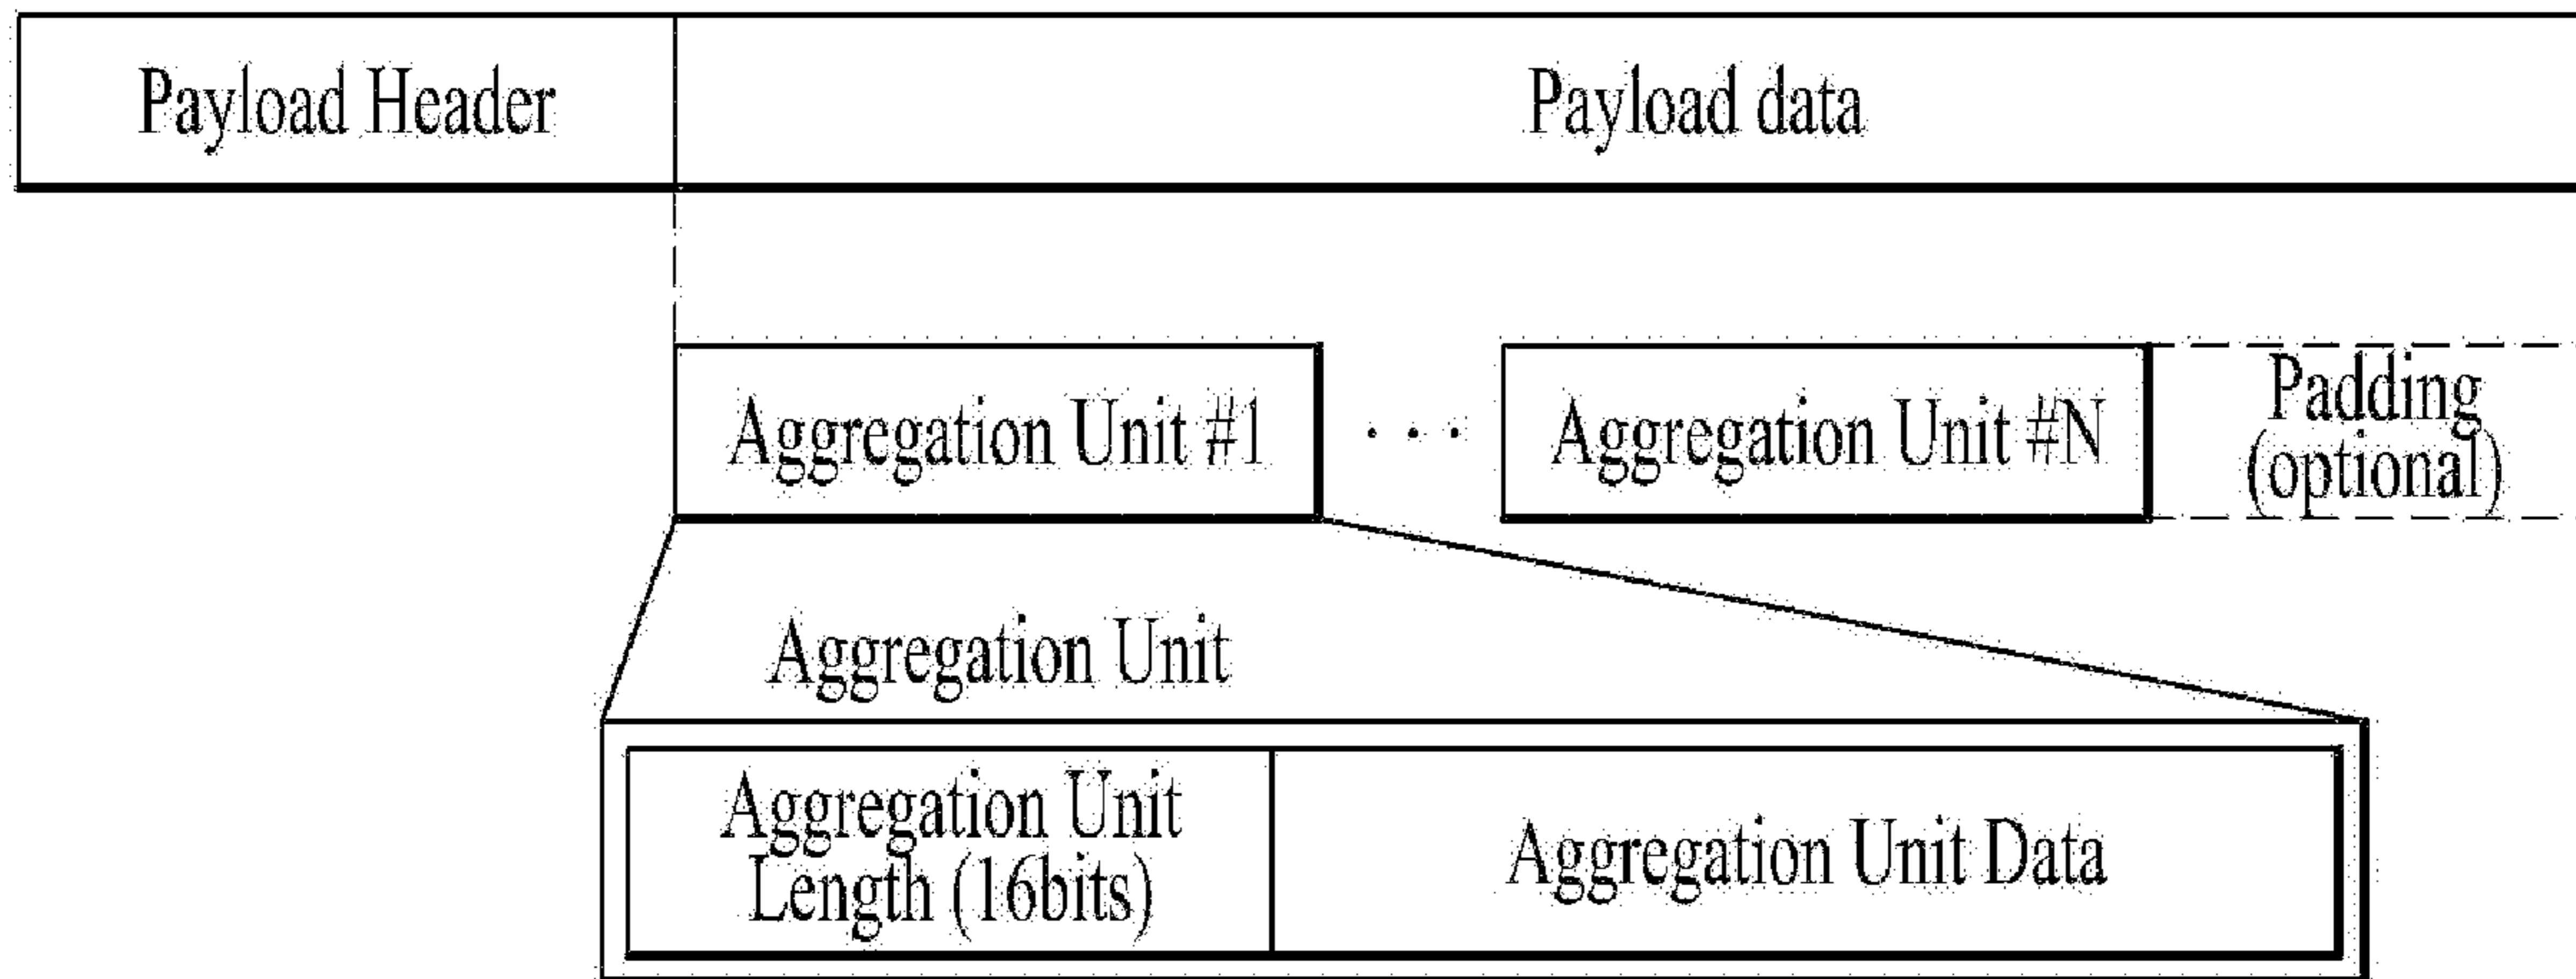 Payload Header
Payload data
Aggregation Unit #1
. . .
Aggregation Unit #N
Padding
(optional)
Aggregation Unit
Aggregation Unit
Length (16bits)
Aggregation Unit Data